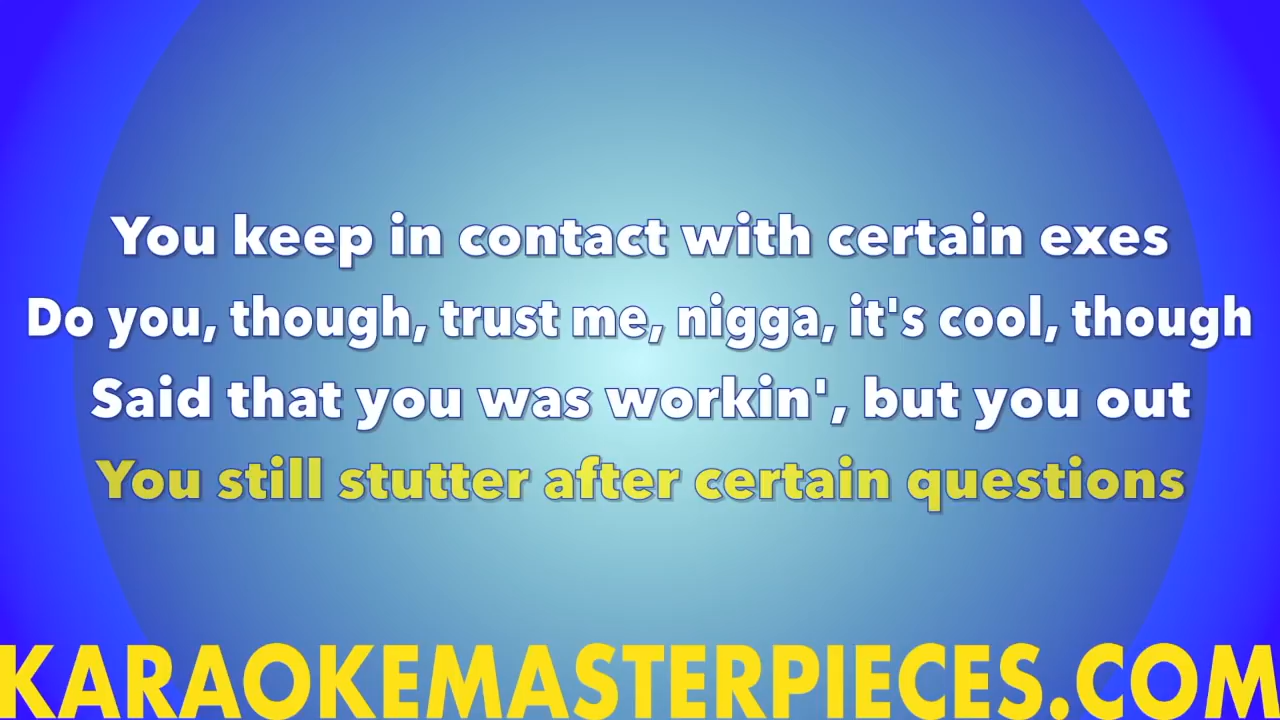 You keep in contact with certain exes
Do you, though, trust me, nigga, it's cool, though
Said that you was workin', but you out
You still stutter after certain questions
KARAOKEMASTERPIECES.COM